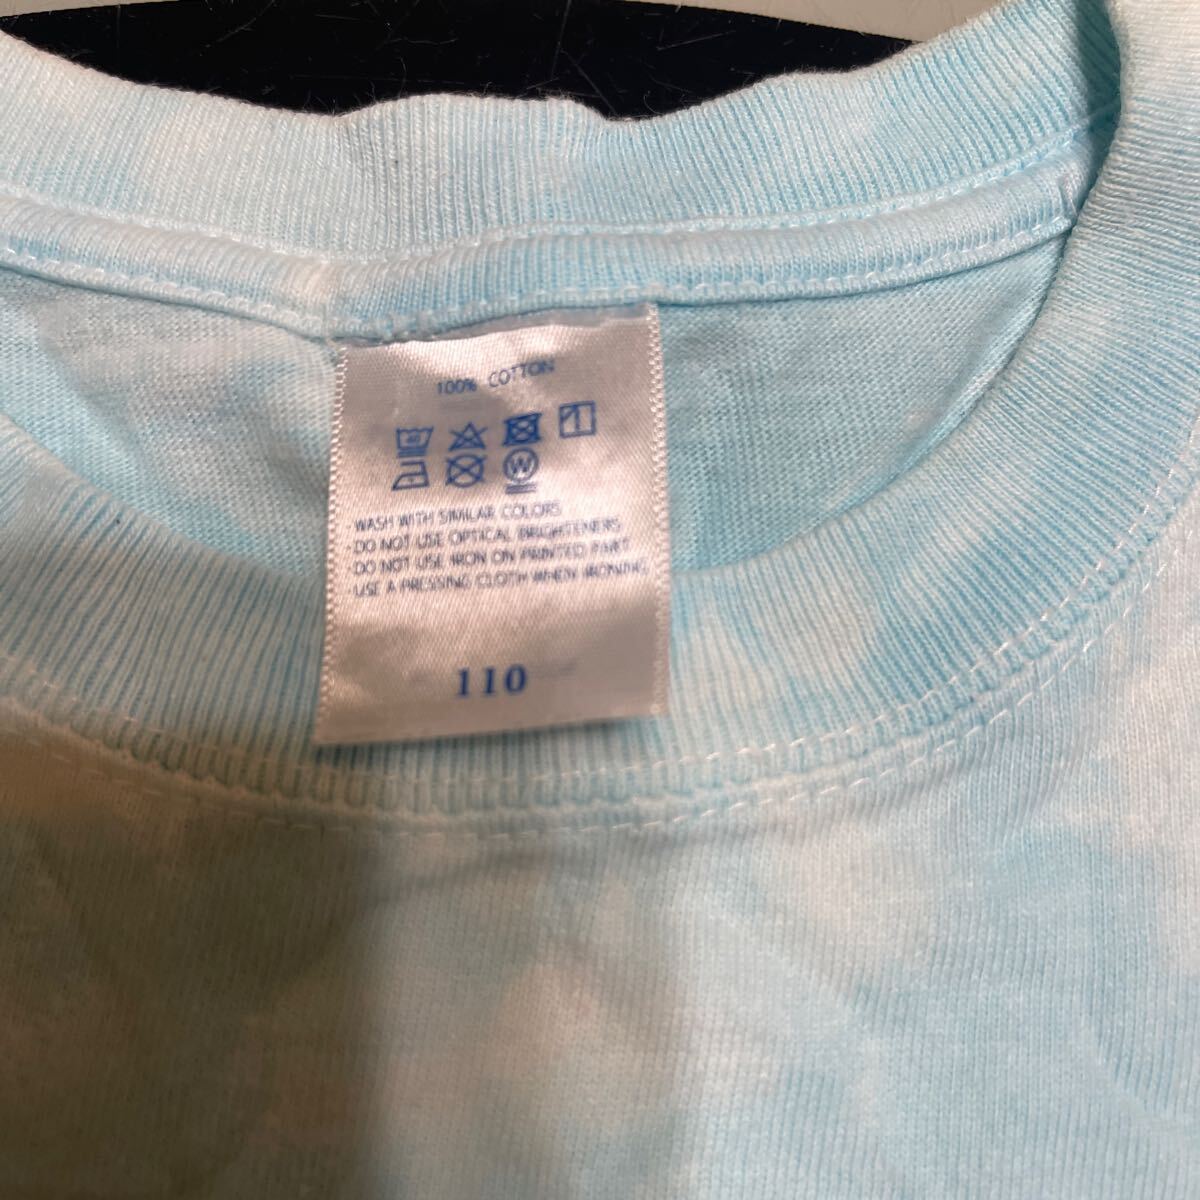 100% COTTON
40
W
-WASH WITH SIMILAR COLORS
-DO NOT USE OPTICAL BRIGHTENERS
DO NOT USE IRON ON PRINTED PART
USE A PRESSING CLOTH WHEN IRONING
110